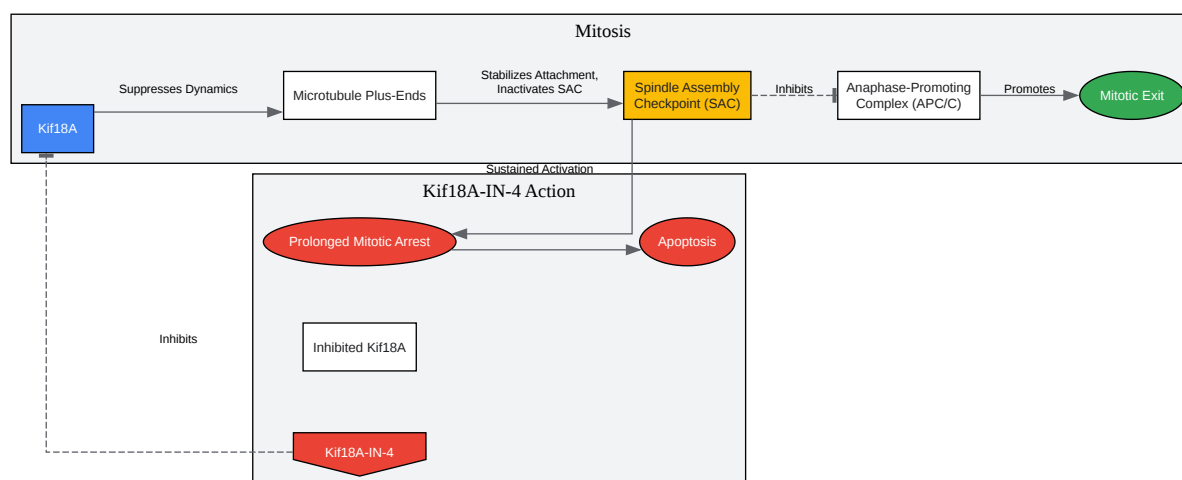 Mitosis
Suppresses Dynamics
Stabilizes Attachment,
Inactivates SAC
Microtubule Plus-Ends
Spindle Assembly
Checkpoint (SAC)
Inhibits
Anaphase-Promoting
Complex (APC/C)
Promotes
Mitotic Exit
Kif18A
Sustained Activation
Kif18A-IN-4 Action
Prolonged Mitotic Arrest
Apoptosis
Inhibits
Inhibited Kif18A
Kif18A-IN-4